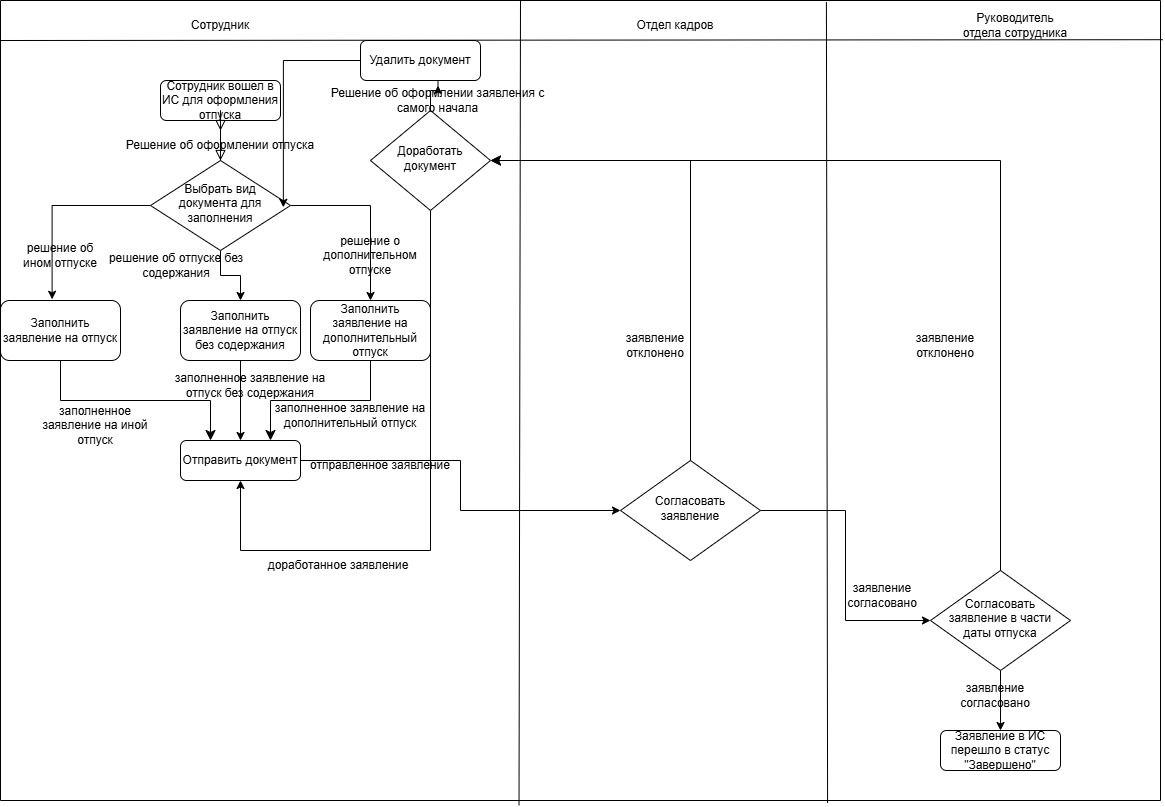 Сотрудник
Отдел кадров
Руководитель
отдела сотрудника
Удалить документ
Сотрудник вошел в
ИС для оформления
отпуска
Решение об оформлении заявления с
самого начала
Решение об оформлении отпуска
Доработать
документ
Выбрать вид
документа для
заполнения
решение об
ином отпуске
решение об отпуске без
содержания
решение о
дополнительном
отпуске
Заполнить
заявление на отпуск
Заполнить
заявление на отпуск
без содержания
Заполнить
заявление на
дополнительный
отпуск
заявление
отклонено
заявление
отклонено
заполненное заявление на
отпуск без содержания
заполненное
заявление на иной
отпуск
заполненное заявление на
дополнительный отпуск
Отправить документ
отправленное заявление
Согласовать
заявление
доработанное заявление
заявление
согласовано
Согласовать
заявление в части
даты отпуска
заявление
согласовано
Заявление в ИС
перешло в статус
"Завершено"